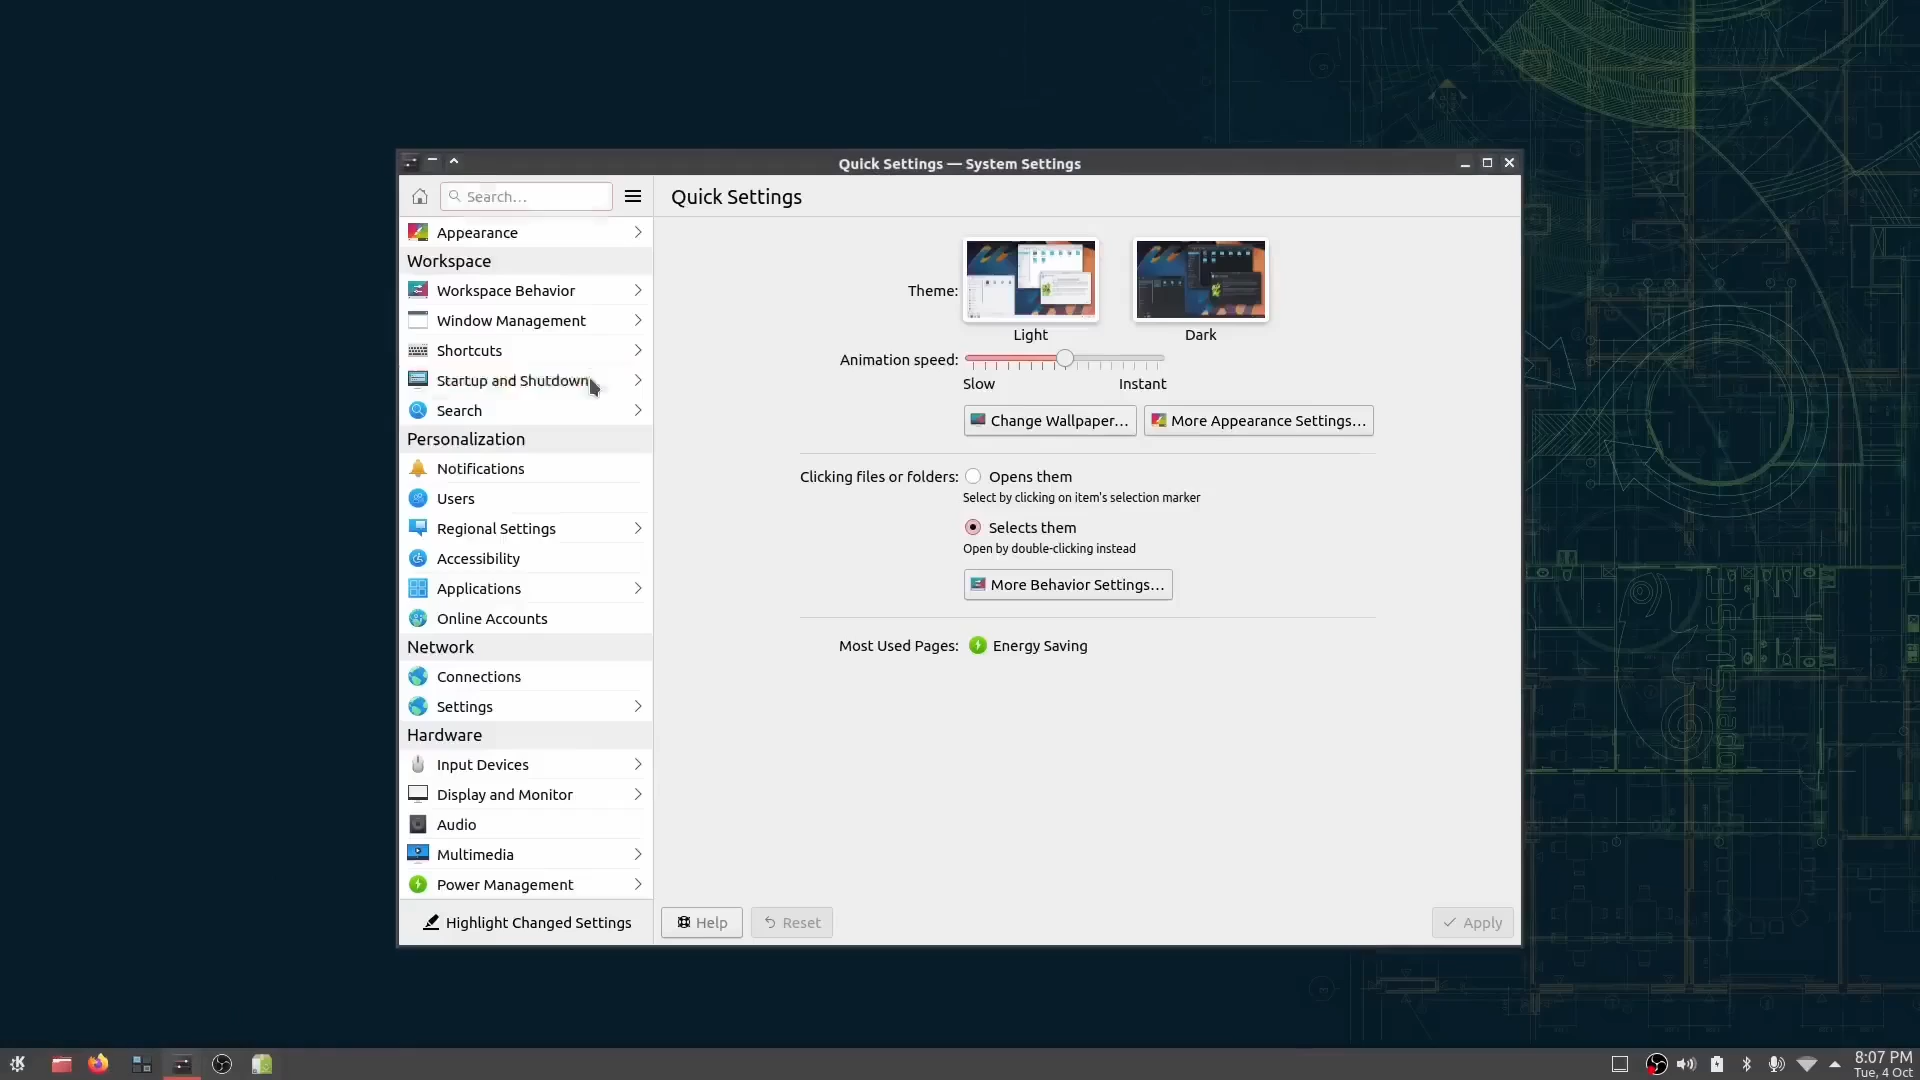 Quick Settings — System Settings
Search...
Quick Settings
Appearance
Workspace
Workspace Behavior
Window Management
Shortcuts
Startup and Shutdown
Search
Personalization
Notifications
Users
Regional Settings
Accessibility
Applications
Online Accounts
Network
Connections
Settings
Hardware
Input Devices
Display and Monitor
Audio
Multimedia
Power Management
Highlight Changed Settings
Theme:
Light
Dark
Animation speed:
Slow
Instant
Change Wallpaper...
More Appearance Settings...
Clicking files or folders:
Opens them
Select by clicking on item's selection marker
Selects them
Open by double-clicking instead
More Behavior Settings...
Most Used Pages:
Energy Saving
Help
Reset
Apply
openSUSE
8:07 PM
Tue, 4 Oct